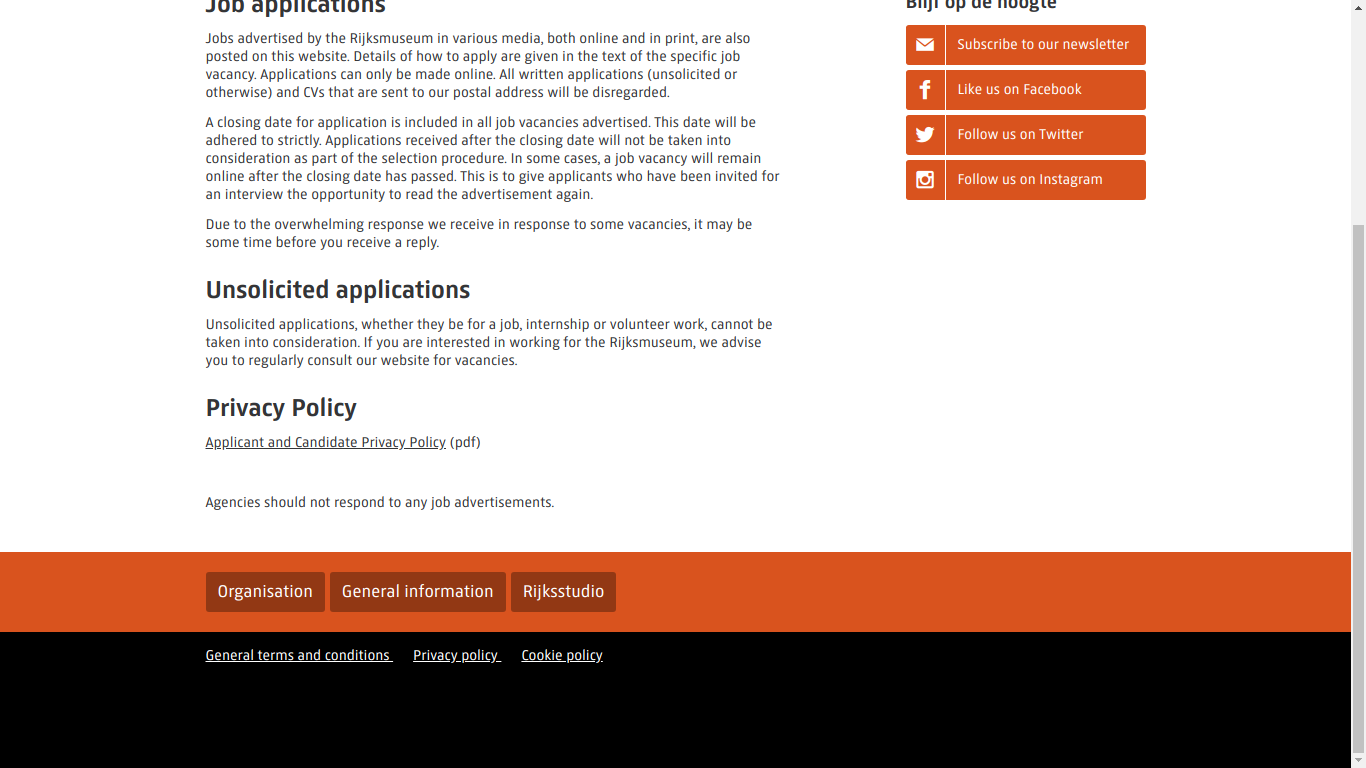 Job applications
Jobs advertised by the Rijksmuseum in various media, both online and in print, are also
posted on this website. Details of how to apply are given in the text of the specific job
vacancy. Applications can only be made online. All written applications (unsolicited or
otherwise) and CVs that are sent to our postal address will be disregarded.
A closing date for application is included in all job vacancies advertised. This date will be
adhered to strictly. Applications received after the closing date will not be taken into
consideration as part of the selection procedure. In some cases, a job vacancy will remain
online after the closing date has passed. This is to give applicants who have been invited for
an interview the opportunity to read the advertisement again.
Due to the overwhelming response we receive in response to some vacancies, it may be
some time before you receive a reply.
Unsolicited applications
Unsolicited applications, whether they be for a job, internship or volunteer work, cannot be
taken into consideration. If you are interested in working for the Rijksmuseum, we advise
you to regularly consult our website for vacancies.
Privacy Policy
Applicant and Candidate Privacy Policy (pdf)
Agencies should not respond to any job advertisements.
Blijf op de hoogte
Subscribe to our newsletter
Like us on Facebook
Follow us on Twitter
Follow us on Instagram
Organisation
General information
Rijksstudio
General terms and conditions
Privacy policy
Cookie policy